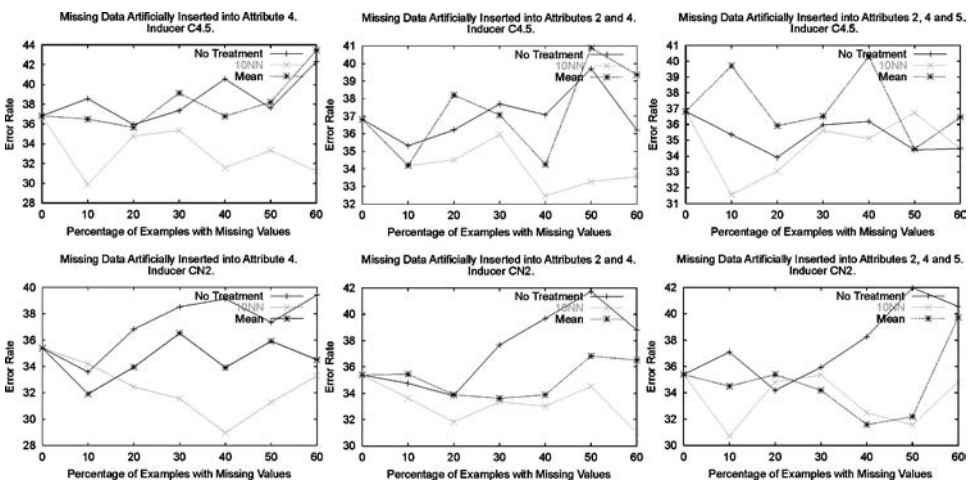 Missing Data Artificially Inserted into Attribute 4.
Inducer C4.5.
44
42
40
38
36
34
32
30
28
Error Rate
No Treatment
10NN
Mean
0 10 20 30 40 50 60
Percentage of Examples with Missing Values
Missing Data Artificially Inserted into Attributes 2 and 4.
Inducer C4.5.
41
40
39
38
37
36
35
34
33
32
Error Rate
No Treatment
10NN
Mean
0 10 20 30 40 50 60
Percentage of Examples with Missing Values
Missing Data Artificially Inserted into Attributes 2, 4 and 5.
Inducer C4.5.
41
40
39
38
37
36
35
34
33
32
31
Error Rate
No Treatment
10NN
Mean
0 10 20 30 40 50 60
Percentage of Examples with Missing Values
Missing Data Artificially Inserted into Attribute 4.
Inducer CN2.
40
38
36
34
32
30
28
Error Rate
No Treatment
10NN
Mean
0 10 20 30 40 50 60
Percentage of Examples with Missing Values
Missing Data Artificially Inserted into Attributes 2 and 4.
Inducer CN2.
42
40
38
36
34
32
30
Error Rate
No Treatment
10NN
Mean
0 10 20 30 40 50 60
Percentage of Examples with Missing Values
Missing Data Artificially Inserted into Attributes 2, 4 and 5.
Inducer CN2.
42
40
38
36
34
32
30
Error Rate
No Treatment
10NN
Mean
0 10 20 30 40 50 60
Percentage of Examples with Missing Values